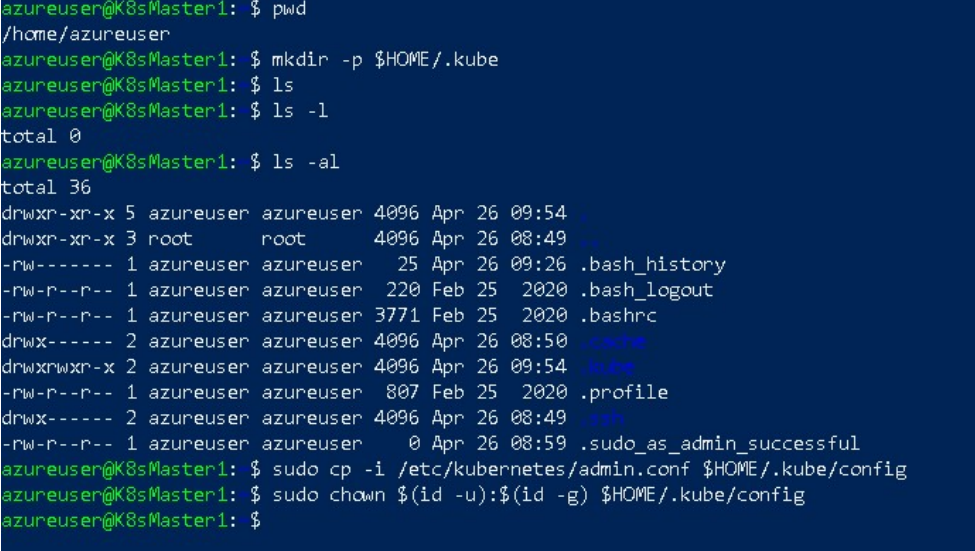 azureuser@K8sMaster1:~$ pwd
/home/azureuser
azureuser@K8sMaster1:~$ mkdir -p $HOME/.kube
azureuser@K8sMaster1:~$ ls
azureuser@K8sMaster1:~$ ls -l
total 0
azureuser@K8sMaster1:~$ ls -al
total 36
drwxr-xr-x 5 azureuser azureuser 4096 Apr 26 09:54 .
drwxr-xr-x 3 root      root      4096 Apr 26 08:49 ..
-rw------- 1 azureuser azureuser   25 Apr 26 09:26 .bash_history
-rw-r--r-- 1 azureuser azureuser  220 Feb 25  2020 .bash_logout
-rw-r--r-- 1 azureuser azureuser 3771 Feb 25  2020 .bashrc
drwx------ 2 azureuser azureuser 4096 Apr 26 08:50 .cache
drwxrwxr-x 2 azureuser azureuser 4096 Apr 26 09:54 .kube
-rw-r--r-- 1 azureuser azureuser  807 Feb 25  2020 .profile
drwx------ 2 azureuser azureuser 4096 Apr 26 08:49 .ssh
-rw-r--r-- 1 azureuser azureuser    0 Apr 26 08:59 .sudo_as_admin_successful
azureuser@K8sMaster1:~$ sudo cp -i /etc/kubernetes/admin.conf $HOME/.kube/config
azureuser@K8sMaster1:~$ sudo chown $(id -u):$(id -g) $HOME/.kube/config
azureuser@K8sMaster1:~$